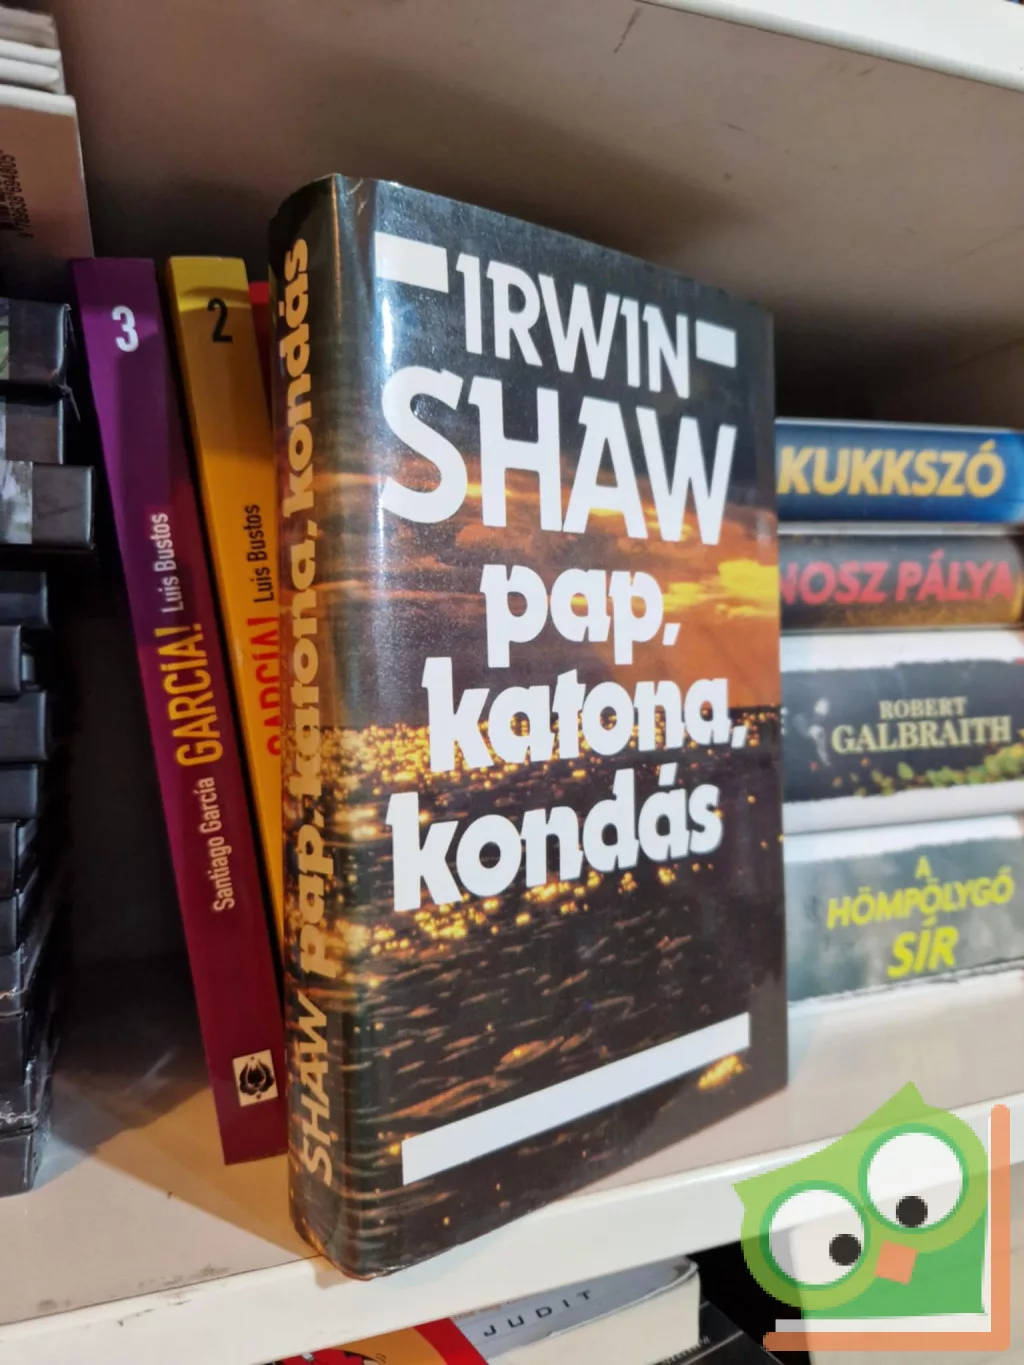 IRWIN
SHAW
pap,
katona,
kondás
SHAW pap, katona, kondás
3
Santiago García GARCÍA! Luis Bustos
2
GARCÍA! Luis Bustos
KUKKSZÓ
NOSZ PÁLYA
ROBERT
GALBRAITH
A
HÖMPÖLYGŐ
SÍR
JUDIT